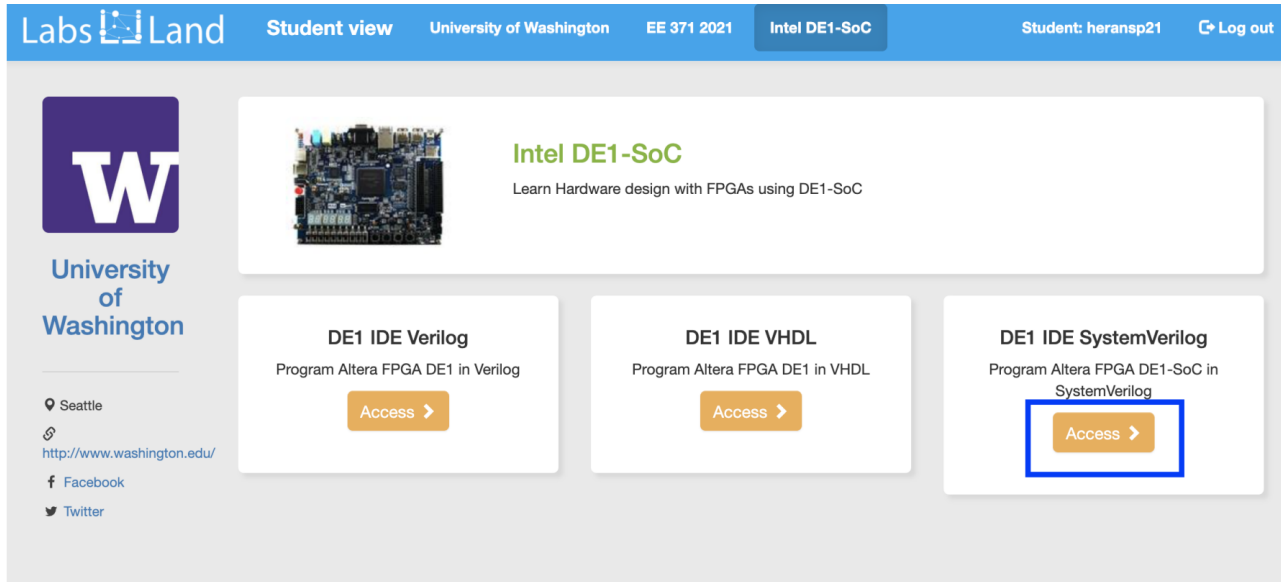 Labs Land
Student view
University of Washington
EE 371 2021
Intel DE1-SoC
Student: heransp21
Log out
W
University
of
Washington
Seattle
http://www.washington.edu/
Facebook
Twitter
Intel DE1-SoC
Learn Hardware design with FPGAs using DE1-SoC
DE1 IDE Verilog
Program Altera FPGA DE1 in Verilog
Access
DE1 IDE VHDL
Program Altera FPGA DE1 in VHDL
Access
DE1 IDE SystemVerilog
Program Altera FPGA DE1-SoC in
SystemVerilog
Access